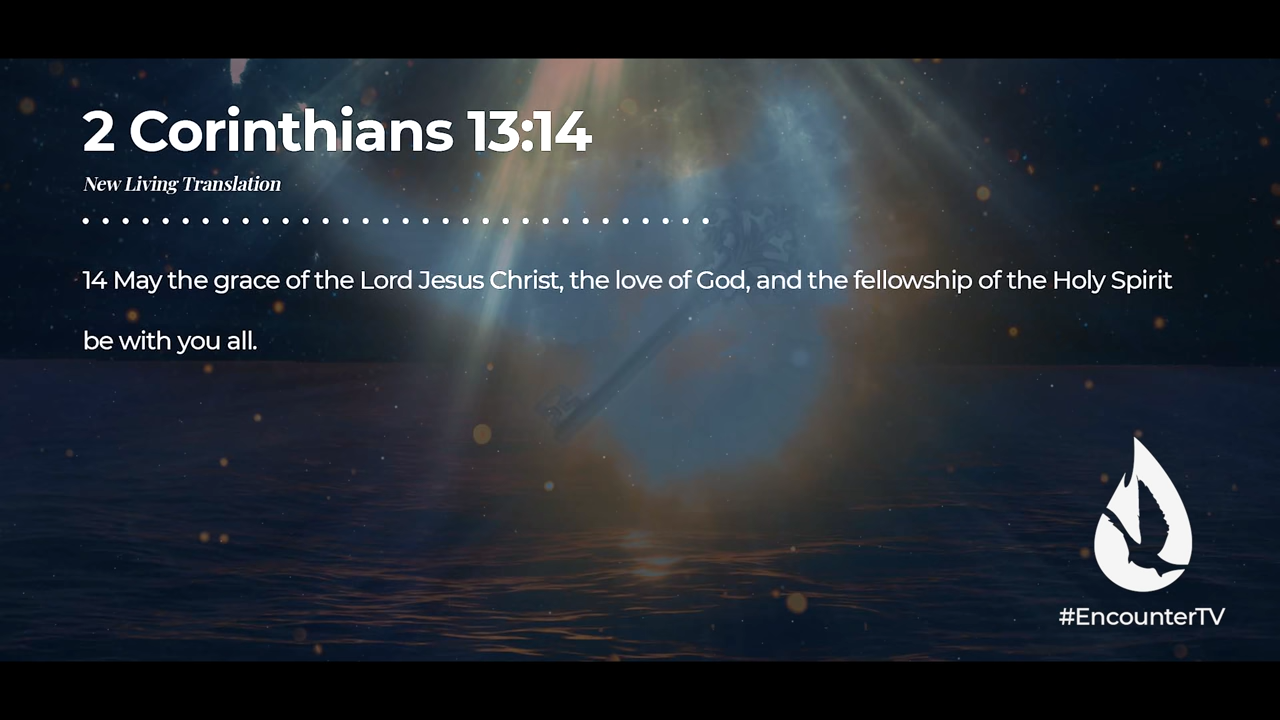 2 Corinthians 13:14
New Living Translation
14 May the grace of the Lord Jesus Christ, the love of God, and the fellowship of the Holy Spirit
be with you all.
#EncounterTV